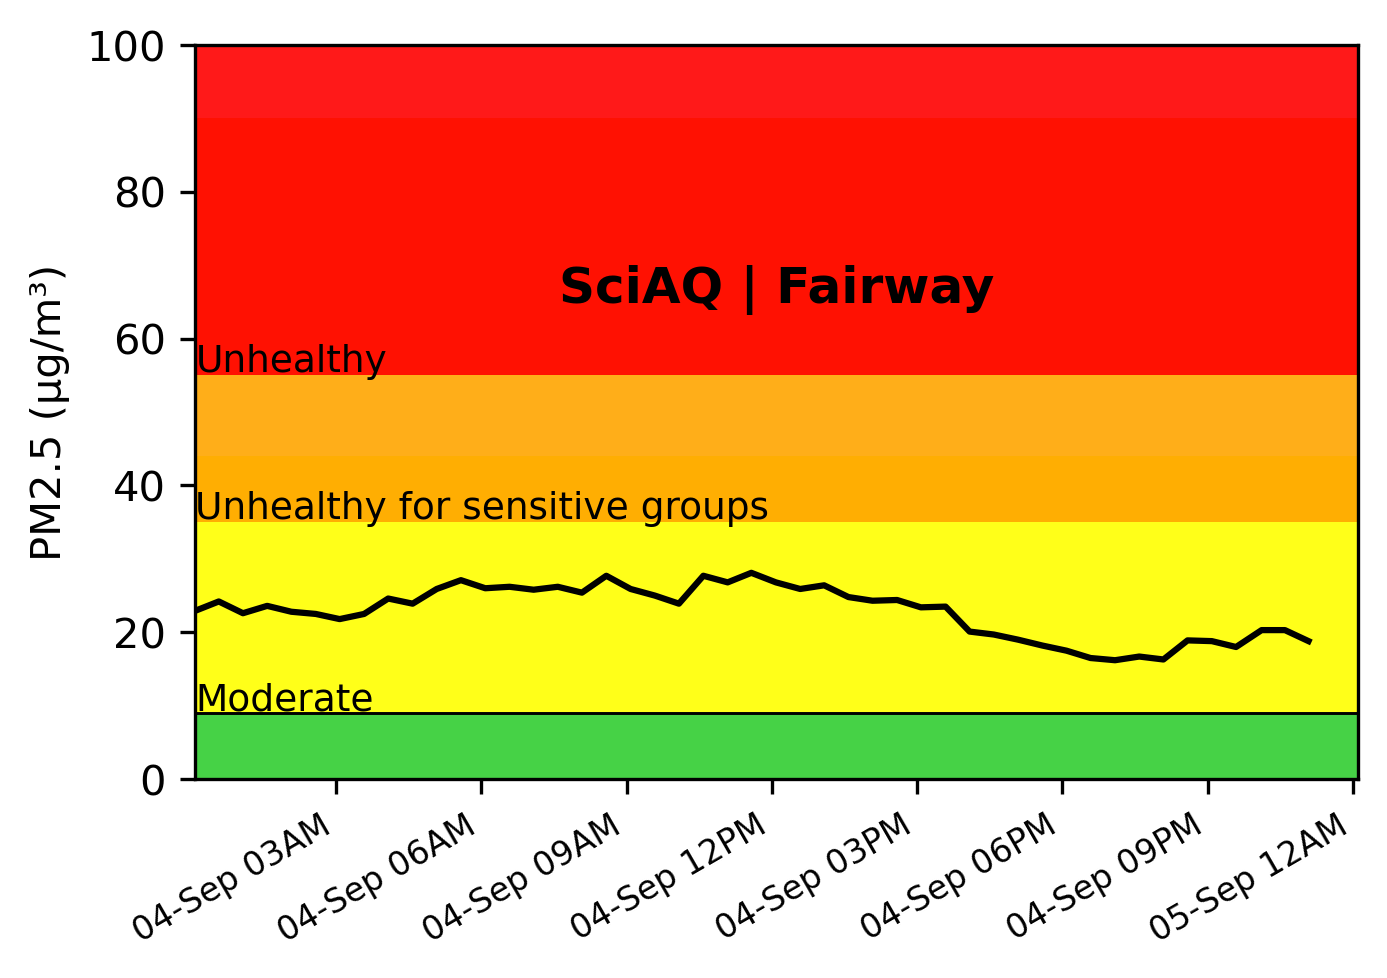 100
80
60
40
20
0
PM2.5 (µg/m³)
SciAQ | Fairway
Unhealthy
Unhealthy for sensitive groups
Moderate
04-Sep 03AM
04-Sep 06AM
04-Sep 09AM
04-Sep 12PM
04-Sep 03PM
04-Sep 06PM
04-Sep 09PM
05-Sep 12AM